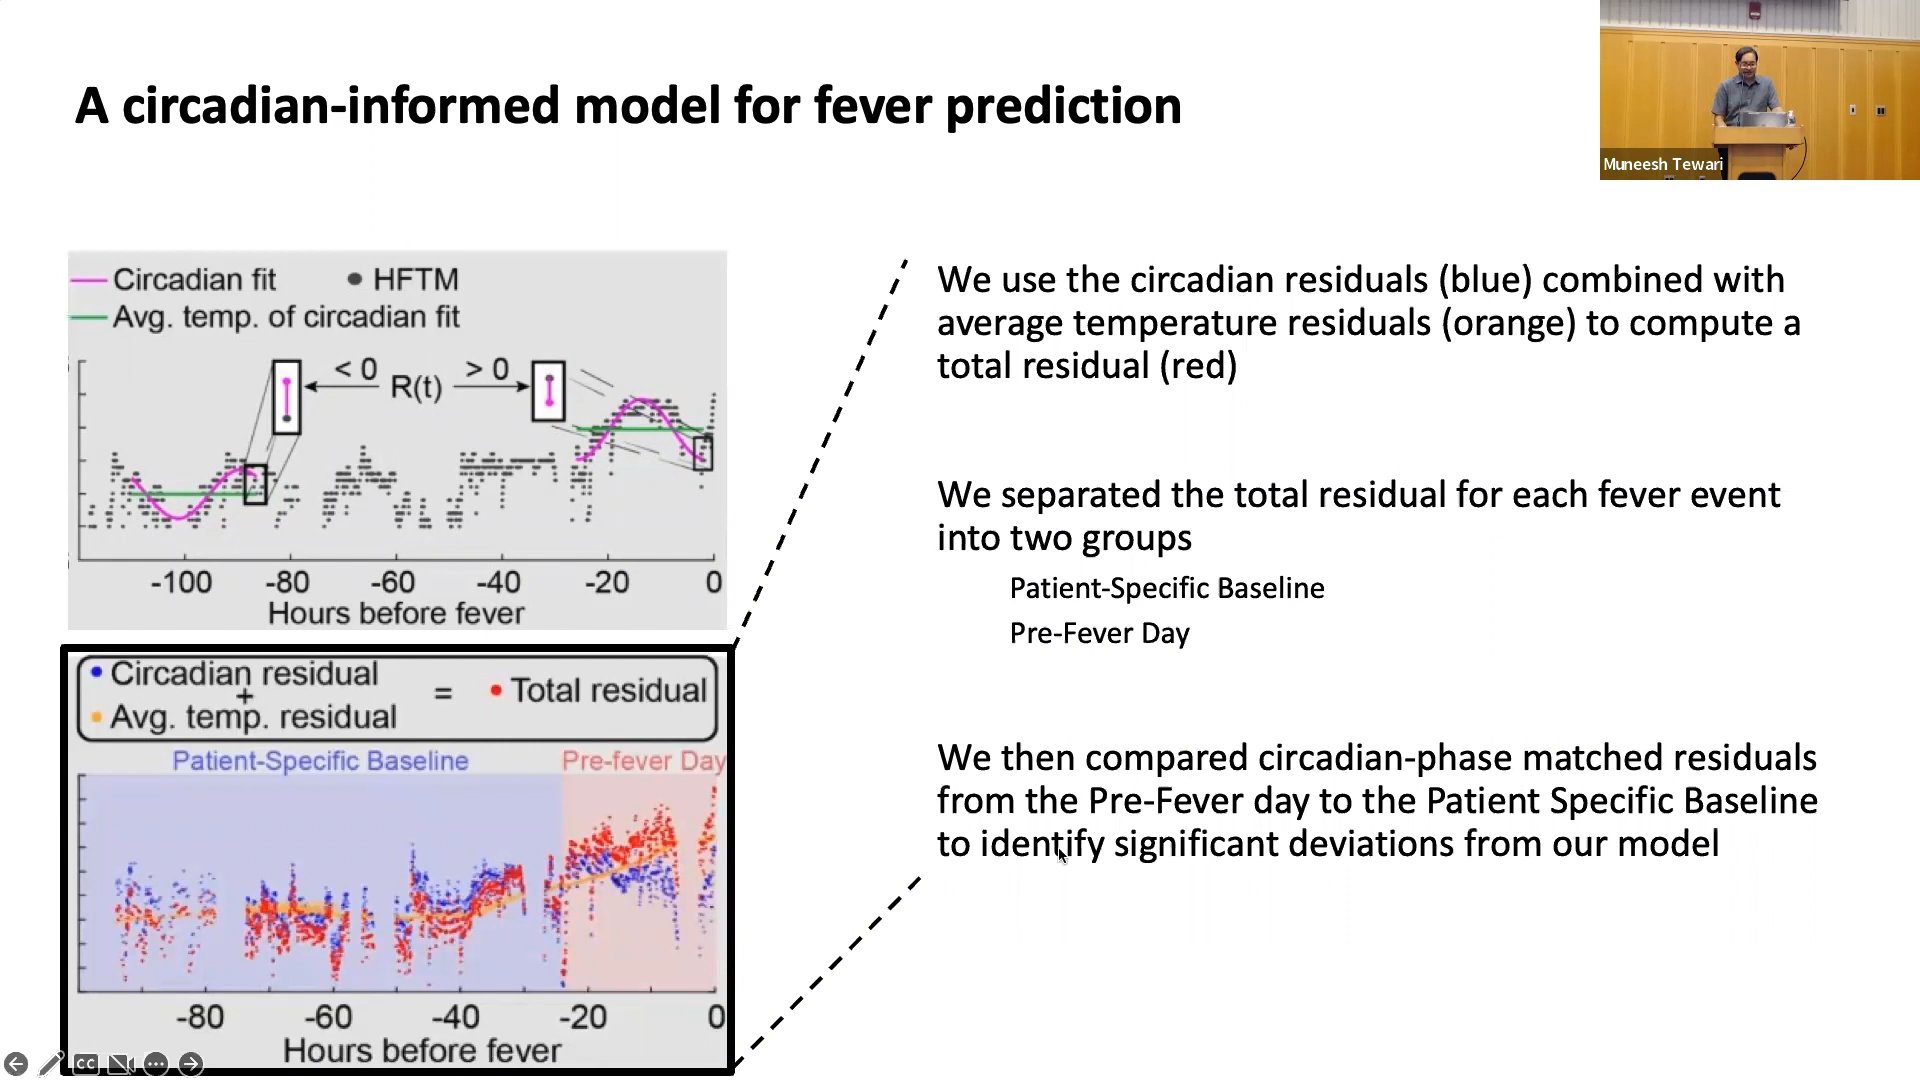 A circadian-informed model for fever prediction
Muneesh Tewari
Circadian fit HFTM
Avg. temp. of circadian fit
< 0 R(t) > 0
-100 -80 -60 -40 -20 0
Hours before fever
Circadian residual
+
Avg. temp. residual
= Total residual
Patient-Specific Baseline Pre-fever Day
-80 -60 -40 -20 0
Hours before fever
We use the circadian residuals (blue) combined with
average temperature residuals (orange) to compute a
total residual (red)
We separated the total residual for each fever event
into two groups
Patient-Specific Baseline
Pre-Fever Day
We then compared circadian-phase matched residuals
from the Pre-Fever day to the Patient Specific Baseline
to identify significant deviations from our model
CC